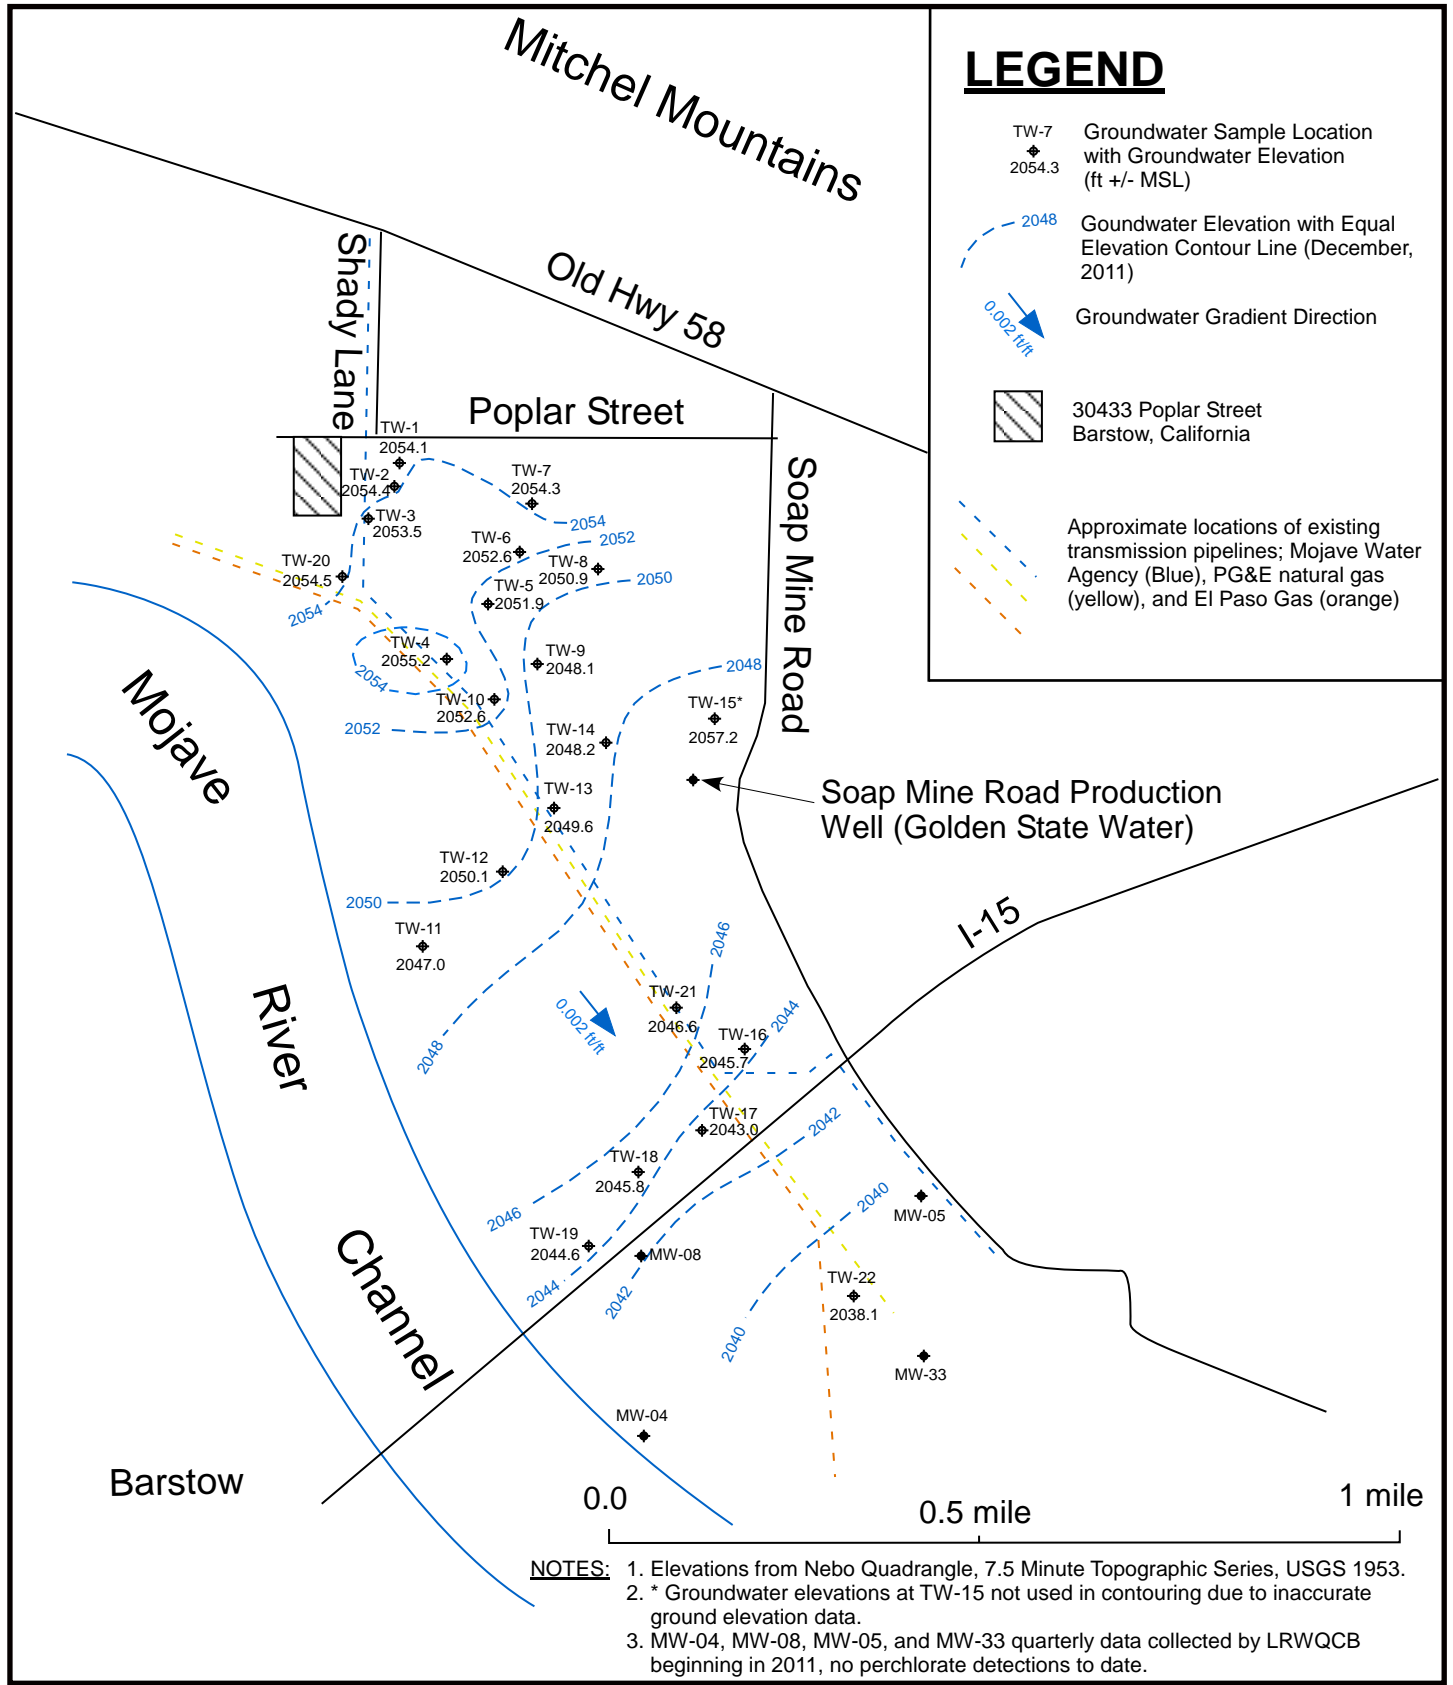 Mitchel Mountains
LEGEND
TW-7
2054.3
Groundwater Sample Location
with Groundwater Elevation
(ft +/- MSL)
2048
Goundwater Elevation with Equal
Elevation Contour Line (December,
2011)
0.002 ft/ft
Groundwater Gradient Direction
30433 Poplar Street
Barstow, California
Approximate locations of existing
transmission pipelines; Mojave Water
Agency (Blue), PG&E natural gas
(yellow), and El Paso Gas (orange)
Shady Lane
Old Hwy 58
Poplar Street
Soap Mine Road
TW-1
2054.1
TW-2
2054.4
TW-3
2053.5
TW-7
2054.3
2054
TW-6
2052.6
2052
TW-8
2050.9
2050
TW-20
2054.5
2054
TW-5
2051.9
TW-4
2055.2
2054
TW-9
2048.1
2048
TW-10
2052.6
2052
TW-15*
2057.2
TW-14
2048.2
TW-13
2049.6
Soap Mine Road Production
Well (Golden State Water)
TW-12
2050.1
2050
TW-11
2047.0
I-15
2046
TW-21
2046.6
2044
TW-16
2045.7
0.002 ft/ft
2048
TW-17
2043.0
2042
TW-18
2045.8
2046
2040
MW-05
TW-19
2044.6
2044
MW-08
2042
TW-22
2038.1
2040
MW-33
MW-04
Mojave
River
Channel
Barstow
0.0
0.5 mile
1 mile
NOTES: 1. Elevations from Nebo Quadrangle, 7.5 Minute Topographic Series, USGS 1953.
2. * Groundwater elevations at TW-15 not used in contouring due to inaccurate
ground elevation data.
3. MW-04, MW-08, MW-05, and MW-33 quarterly data collected by LRWQCB
beginning in 2011, no perchlorate detections to date.